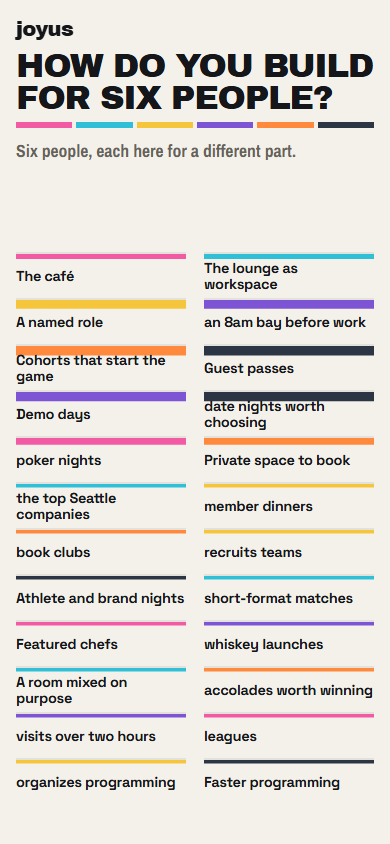 joyus
HOW DO YOU BUILD
FOR SIX PEOPLE?
Six people, each here for a different part.
The café
The lounge as
workspace
A named role
an 8am bay before work
Cohorts that start the
game
Guest passes
Demo days
date nights worth
choosing
poker nights
Private space to book
the top Seattle
companies
member dinners
book clubs
recruits teams
Athlete and brand nights
short-format matches
Featured chefs
whiskey launches
A room mixed on
purpose
accolades worth winning
visits over two hours
leagues
organizes programming
Faster programming